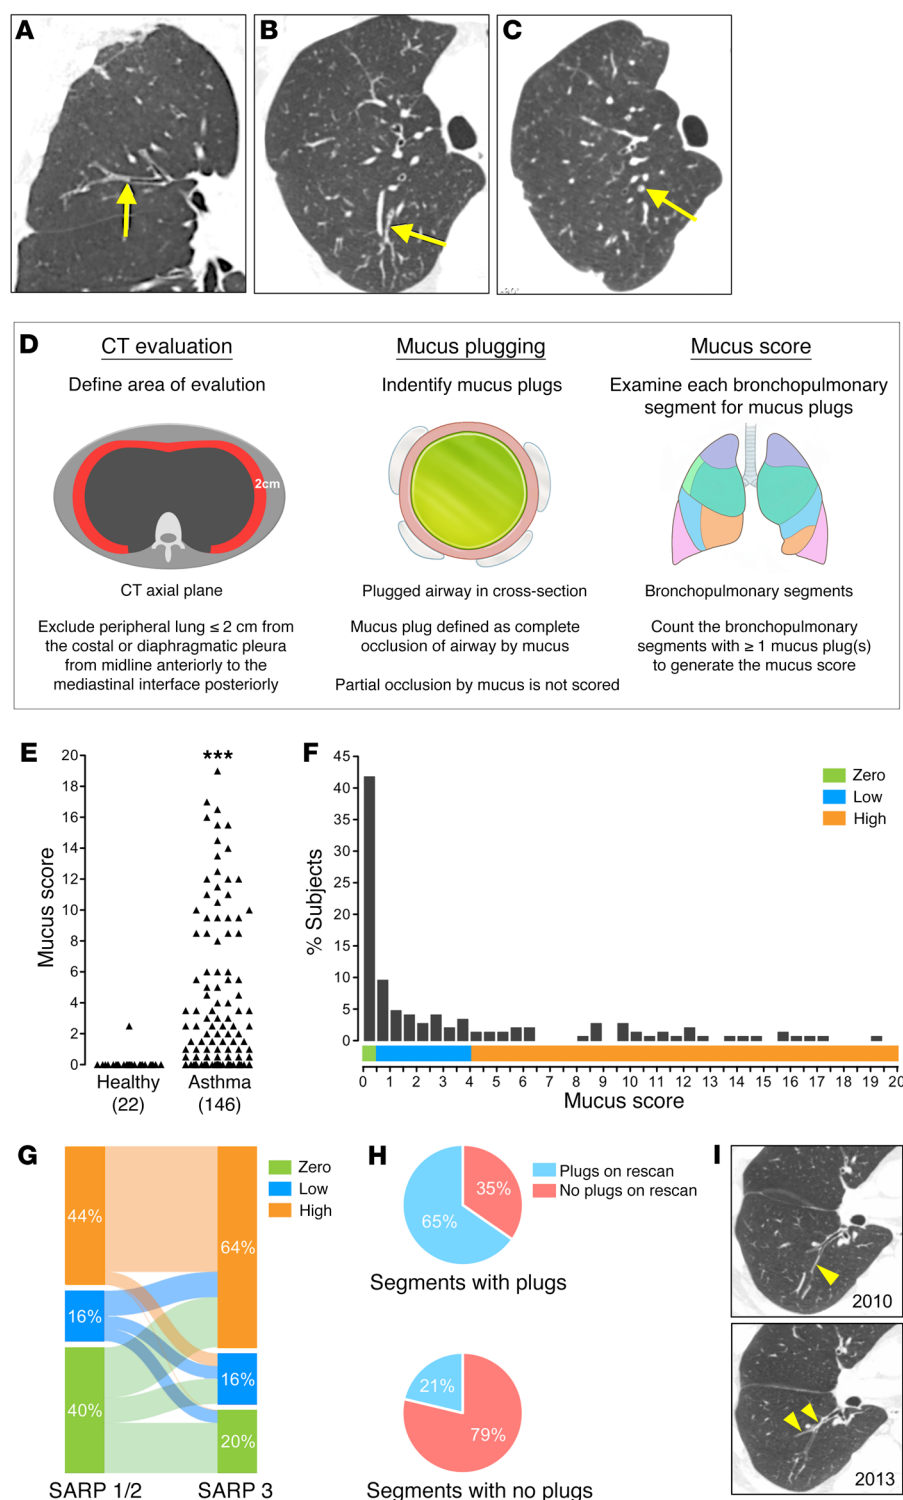 A
B
C
D
CT evaluation
Define area of evalution
2cm
CT axial plane
Exclude peripheral lung ≤ 2 cm from
the costal or diaphragmatic pleura
from midline anteriorly to the
mediastinal interface posteriorly
Mucus plugging
Indentify mucus plugs
Plugged airway in cross-section
Mucus plug defined as complete
occlusion of airway by mucus
Partial occlusion by mucus is not scored
Mucus score
Examine each bronchopulmonary
segment for mucus plugs
Bronchopulmonary segments
Count the bronchopulmonary
segments with ≥ 1 mucus plug(s)
to generate the mucus score
E
Mucus score
20
18
16
14
12
10
8
6
4
2
0
***
Healthy
(22)
Asthma
(146)
F
% Subjects
45
40
35
30
25
20
15
10
5
0
Zero
Low
High
0 1 2 3 4 5 6 7 8 9 10 11 12 13 14 15 16 17 18 19 20
Mucus score
G
44%
16%
40%
64%
16%
20%
SARP 1/2
SARP 3
Zero
Low
High
H
35%
65%
Plugs on rescan
No plugs on rescan
Segments with plugs
21%
79%
Segments with no plugs
I
2010
2013